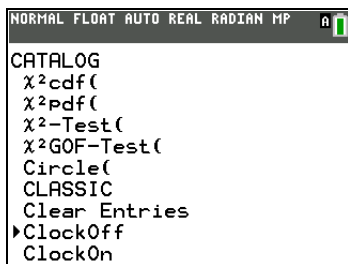 NORMAL FLOAT AUTO REAL RADIAN MP A
CATALOG
χ²cdf(
χ²pdf(
χ²-Test(
χ²GOF-Test(
Circle(
CLASSIC
Clear Entries
▶ClockOff
ClockOn